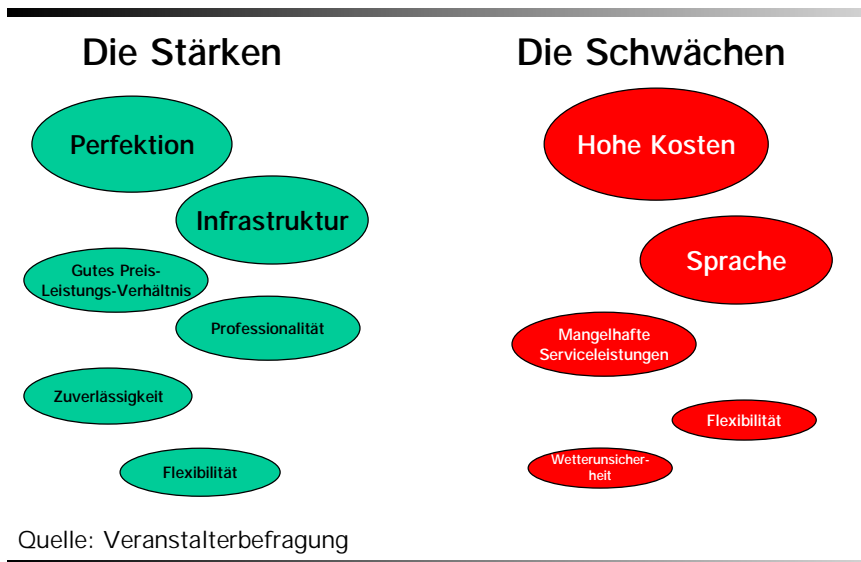 Die Stärken
Perfektion
Infrastruktur
Gutes Preis-
Leistungs-Verhältnis
Professionalität
Zuverlässigkeit
Flexibilität
Die Schwächen
Hohe Kosten
Sprache
Mangelhafte
Serviceleistungen
Flexibilität
Wetterunsicher-
heit
Quelle: Veranstalterbefragung